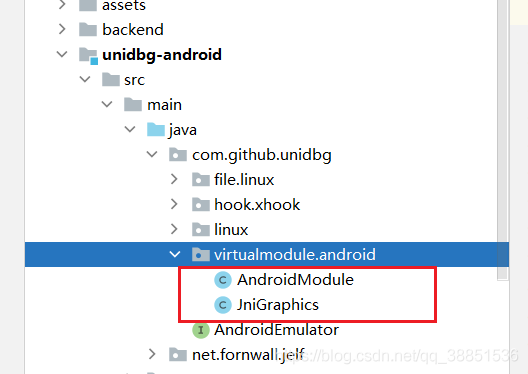 assets
backend
unidbg-android
src
main
java
com.github.unidbg
file.linux
hook.xhook
linux
virtualmodule.android
AndroidModule
JniGraphics
AndroidEmulator
net.fornwall.jelf
blog.csdn.net/qq_38851536